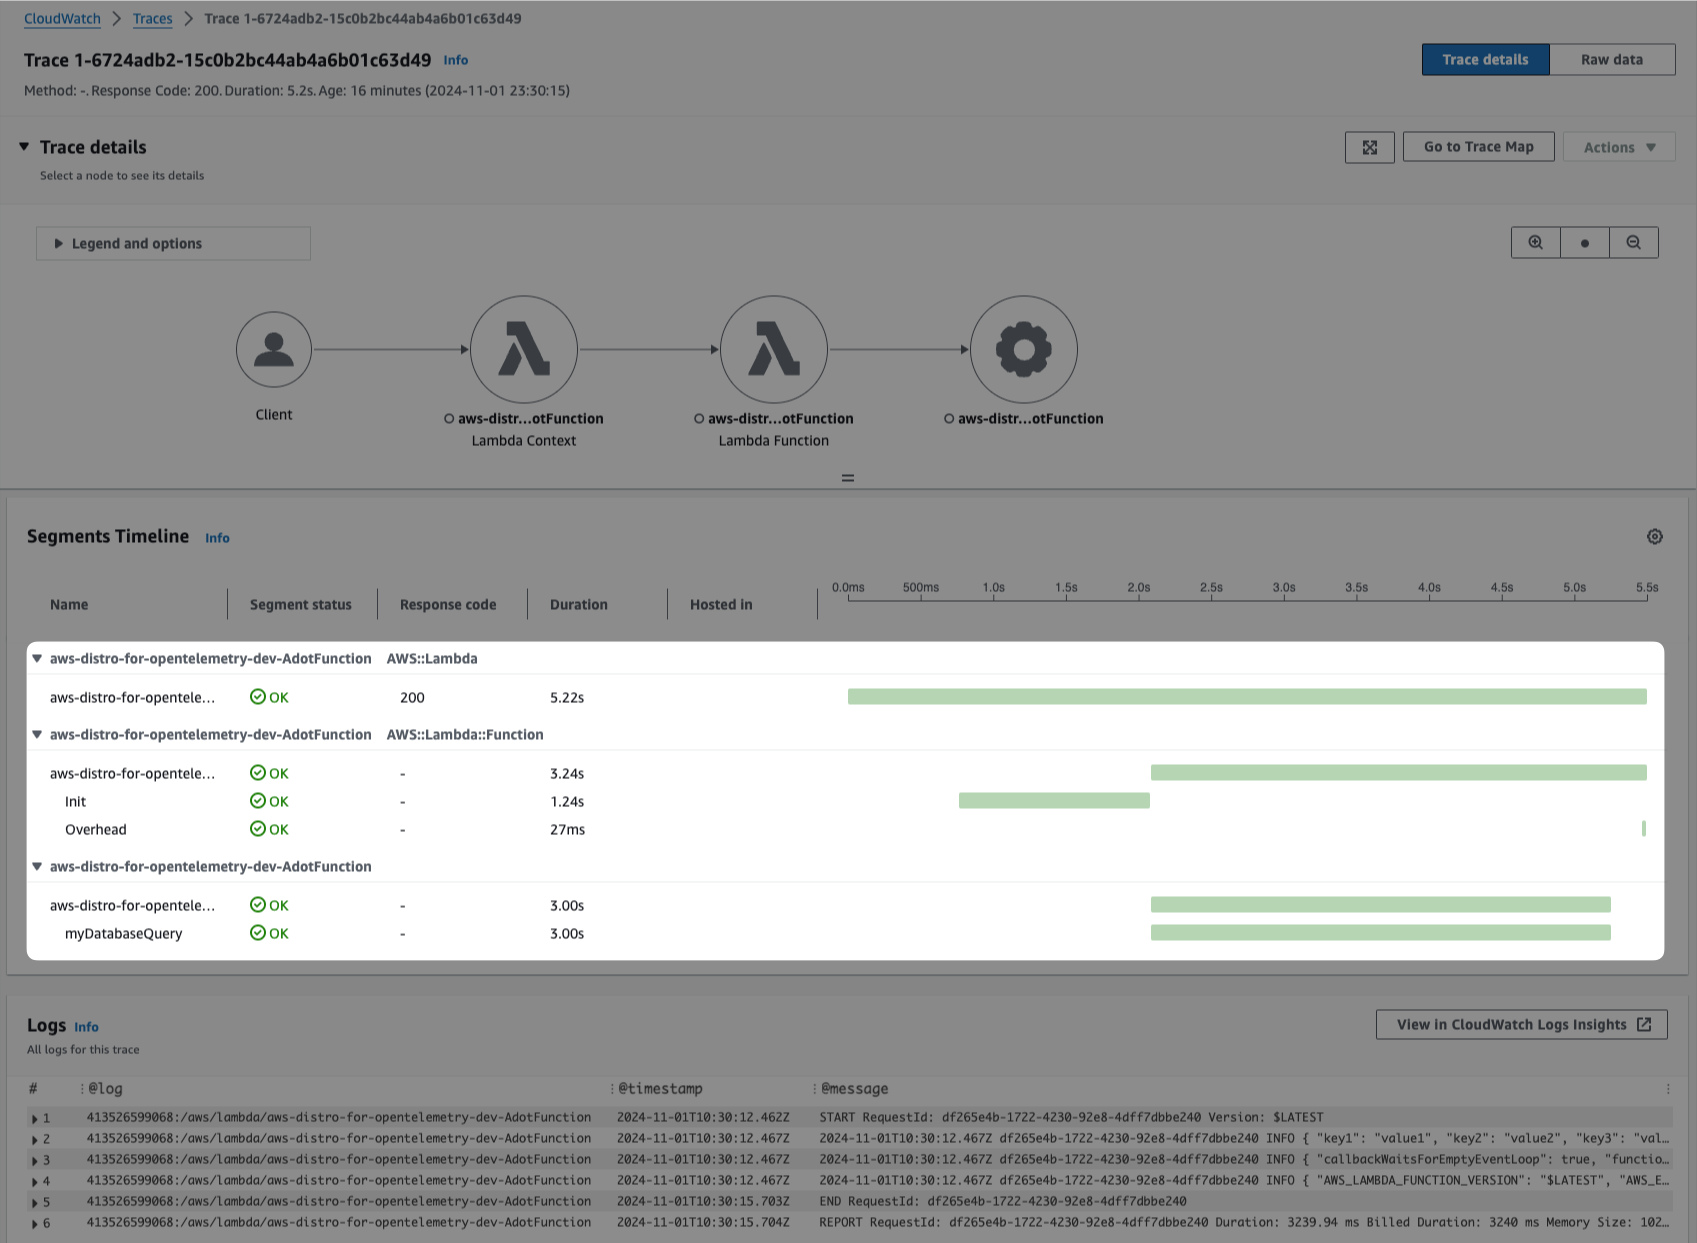 CloudWatch > Traces > Trace 1-6724adb2-15c0b2bc44ab4a6b01c63d49
Trace 1-6724adb2-15c0b2bc44ab4a6b01c63d49 Info
Trace details Raw data
Method: -. Response Code: 200. Duration: 5.2s. Age: 16 minutes (2024-11-01 23:30:15)
Trace details
Go to Trace Map Actions
Select a node to see its details
Legend and options
Client
aws-distr...otFunction
Lambda Context
aws-distr...otFunction
Lambda Function
aws-distr...otFunction
Segments Timeline Info
Name Segment status Response code Duration Hosted in
0.0ms 500ms 1.0s 1.5s 2.0s 2.5s 3.0s 3.5s 4.0s 4.5s 5.0s 5.5s
aws-distro-for-opentelemetry-dev-AdotFunction AWS::Lambda
aws-distro-for-opentele... OK 200 5.22s
aws-distro-for-opentelemetry-dev-AdotFunction AWS::Lambda::Function
aws-distro-for-opentele... OK - 3.24s
Init OK - 1.24s
Overhead OK - 27ms
aws-distro-for-opentelemetry-dev-AdotFunction
aws-distro-for-opentele... OK - 3.00s
myDatabaseQuery OK - 3.00s
Logs Info
View in CloudWatch Logs Insights
All logs for this trace
# @log @timestamp @message
1 413526599068:/aws/lambda/aws-distro-for-opentelemetry-dev-AdotFunction 2024-11-01T10:30:12.462Z START RequestId: df265e4b-1722-4230-92e8-4dff7dbbe240 Version: $LATEST
2 413526599068:/aws/lambda/aws-distro-for-opentelemetry-dev-AdotFunction 2024-11-01T10:30:12.467Z 2024-11-01T10:30:12.467Z df265e4b-1722-4230-92e8-4dff7dbbe240 INFO { "key1": "value1", "key2": "value2", "key3": "val...
3 413526599068:/aws/lambda/aws-distro-for-opentelemetry-dev-AdotFunction 2024-11-01T10:30:12.467Z 2024-11-01T10:30:12.467Z df265e4b-1722-4230-92e8-4dff7dbbe240 INFO { "callbackWaitsForEmptyEventLoop": true, "functio...
4 413526599068:/aws/lambda/aws-distro-for-opentelemetry-dev-AdotFunction 2024-11-01T10:30:12.467Z 2024-11-01T10:30:12.467Z df265e4b-1722-4230-92e8-4dff7dbbe240 INFO { "AWS_LAMBDA_FUNCTION_VERSION": "$LATEST", "AWS_E...
5 413526599068:/aws/lambda/aws-distro-for-opentelemetry-dev-AdotFunction 2024-11-01T10:30:15.703Z END RequestId: df265e4b-1722-4230-92e8-4dff7dbbe240
6 413526599068:/aws/lambda/aws-distro-for-opentelemetry-dev-AdotFunction 2024-11-01T10:30:15.704Z REPORT RequestId: df265e4b-1722-4230-92e8-4dff7dbbe240 Duration: 3239.94 ms Billed Duration: 3240 ms Memory Size: 102...